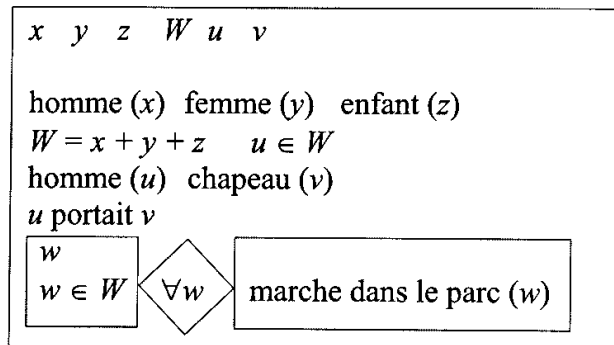 x y z W u v
homme (x) femme (y) enfant (z)
W = x + y + z u ∈ W
homme (u) chapeau (v)
u portait v
w
w ∈ W ∀w marche dans le parc (w)